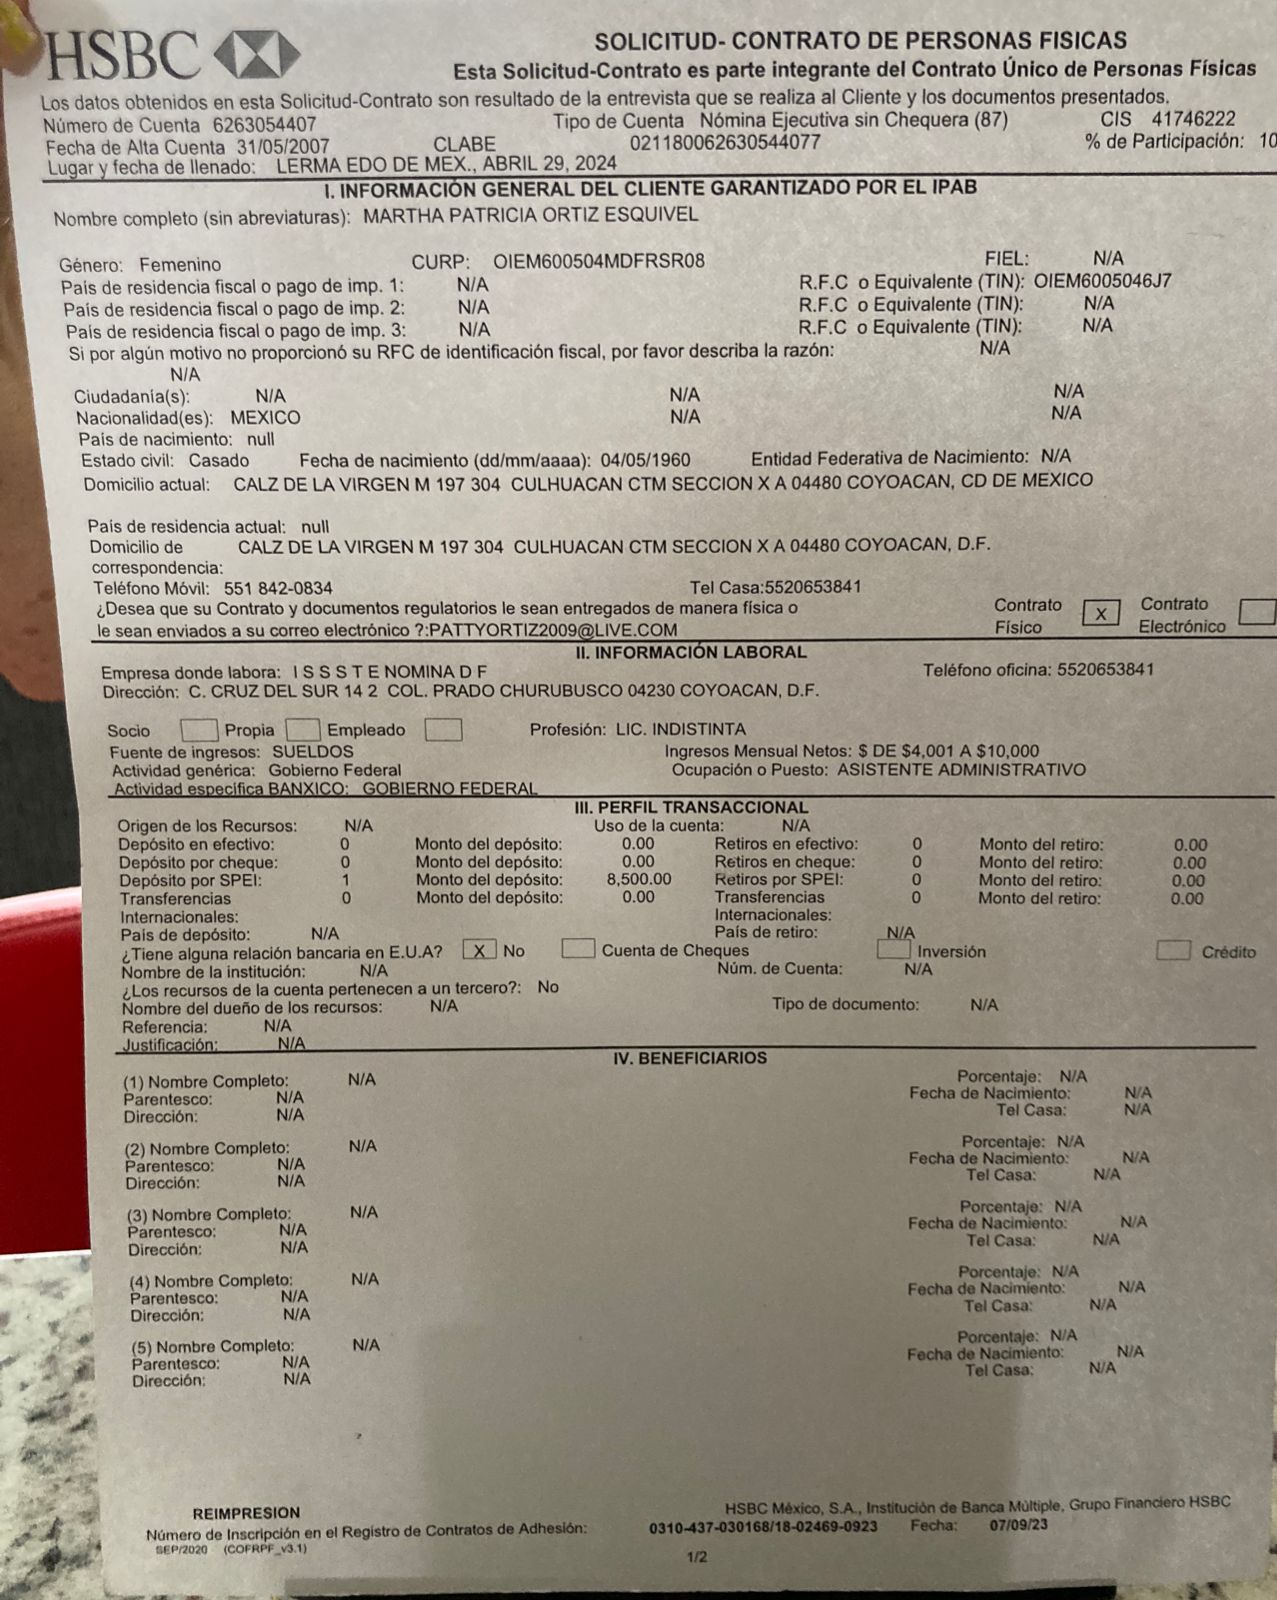 HSBC
SOLICITUD- CONTRATO DE PERSONAS FISICAS
Esta Solicitud-Contrato es parte integrante del Contrato Único de Personas Físicas
Los datos obtenidos en esta Solicitud-Contrato son resultado de la entrevista que se realiza al Cliente y los documentos presentados.
Número de Cuenta 6263054407 Tipo de Cuenta Nómina Ejecutiva sin Chequera (87) CIS 41746222
Fecha de Alta Cuenta 31/05/2007 CLABE 021180062630544077 % de Participación: 10
Lugar y fecha de llenado: LERMA EDO DE MEX., ABRIL 29, 2024
I. INFORMACIÓN GENERAL DEL CLIENTE GARANTIZADO POR EL IPAB
Nombre completo (sin abreviaturas): MARTHA PATRICIA ORTIZ ESQUIVEL
Género: Femenino CURP: OIEM600504MDFRSR08 FIEL: N/A
País de residencia fiscal o pago de imp. 1: N/A R.F.C o Equivalente (TIN): OIEM6005046J7
País de residencia fiscal o pago de imp. 2: N/A R.F.C o Equivalente (TIN): N/A
País de residencia fiscal o pago de imp. 3: N/A R.F.C o Equivalente (TIN): N/A
Si por algún motivo no proporcionó su RFC de identificación fiscal, por favor describa la razón: N/A
N/A
Ciudadanía(s): N/A N/A N/A
Nacionalidad(es): MEXICO N/A N/A
País de nacimiento: null
Estado civil: Casado Fecha de nacimiento (dd/mm/aaaa): 04/05/1960 Entidad Federativa de Nacimiento: N/A
Domicilio actual: CALZ DE LA VIRGEN M 197 304 CULHUACAN CTM SECCION X A 04480 COYOACAN, CD DE MEXICO
País de residencia actual: null
Domicilio de CALZ DE LA VIRGEN M 197 304 CULHUACAN CTM SECCION X A 04480 COYOACAN, D.F.
correspondencia:
Teléfono Móvil: 551 842-0834 Tel Casa:5520653841
¿Desea que su Contrato y documentos regulatorios le sean entregados de manera física o Contrato X Contrato
le sean enviados a su correo electrónico ?:PATTYORTIZ2009@LIVE.COM Físico Electrónico
II. INFORMACIÓN LABORAL
Empresa donde labora: I S S S T E NOMINA D F Teléfono oficina: 5520653841
Dirección: C. CRUZ DEL SUR 14 2 COL. PRADO CHURUBUSCO 04230 COYOACAN, D.F.
Socio Propia Empleado Profesión: LIC. INDISTINTA
Fuente de ingresos: SUELDOS Ingresos Mensual Netos: $ DE $4,001 A $10,000
Actividad genérica: Gobierno Federal Ocupación o Puesto: ASISTENTE ADMINISTRATIVO
Actividad especifica BANXICO: GOBIERNO FEDERAL
III. PERFIL TRANSACCIONAL
Origen de los Recursos: N/A Uso de la cuenta: N/A
Depósito en efectivo: 0 Monto del depósito: 0.00 Retiros en efectivo: 0 Monto del retiro: 0.00
Depósito por cheque: 0 Monto del depósito: 0.00 Retiros en cheque: 0 Monto del retiro: 0.00
Depósito por SPEI: 1 Monto del depósito: 8,500.00 Retiros por SPEI: 0 Monto del retiro: 0.00
Transferencias 0 Monto del depósito: 0.00 Transferencias 0 Monto del retiro: 0.00
Internacionales: Internacionales:
País de depósito: N/A País de retiro: N/A
¿Tiene alguna relación bancaria en E.U.A? X No Cuenta de Cheques Inversión Crédito
Nombre de la institución: N/A Núm. de Cuenta: N/A
¿Los recursos de la cuenta pertenecen a un tercero?: No
Nombre del dueño de los recursos: N/A Tipo de documento: N/A
Referencia: N/A
Justificación: N/A
IV. BENEFICIARIOS
(1) Nombre Completo: N/A Porcentaje: N/A
Parentesco: N/A Fecha de Nacimiento: N/A
Dirección: N/A Tel Casa: N/A
(2) Nombre Completo: N/A Porcentaje: N/A
Parentesco: N/A Fecha de Nacimiento: N/A
Dirección: N/A Tel Casa: N/A
(3) Nombre Completo: N/A Porcentaje: N/A
Parentesco: N/A Fecha de Nacimiento: N/A
Dirección: N/A Tel Casa: N/A
(4) Nombre Completo: N/A Porcentaje: N/A
Parentesco: N/A Fecha de Nacimiento: N/A
Dirección: N/A Tel Casa: N/A
(5) Nombre Completo: N/A Porcentaje: N/A
Parentesco: N/A Fecha de Nacimiento: N/A
Dirección: N/A Tel Casa: N/A
REIMPRESION HSBC México, S.A., Institución de Banca Múltiple, Grupo Financiero HSBC
Número de Inscripción en el Registro de Contratos de Adhesión: 0310-437-030168/18-02469-0923 Fecha: 07/09/23
SEP/2020 (COFRPF_v3.1)
1/2